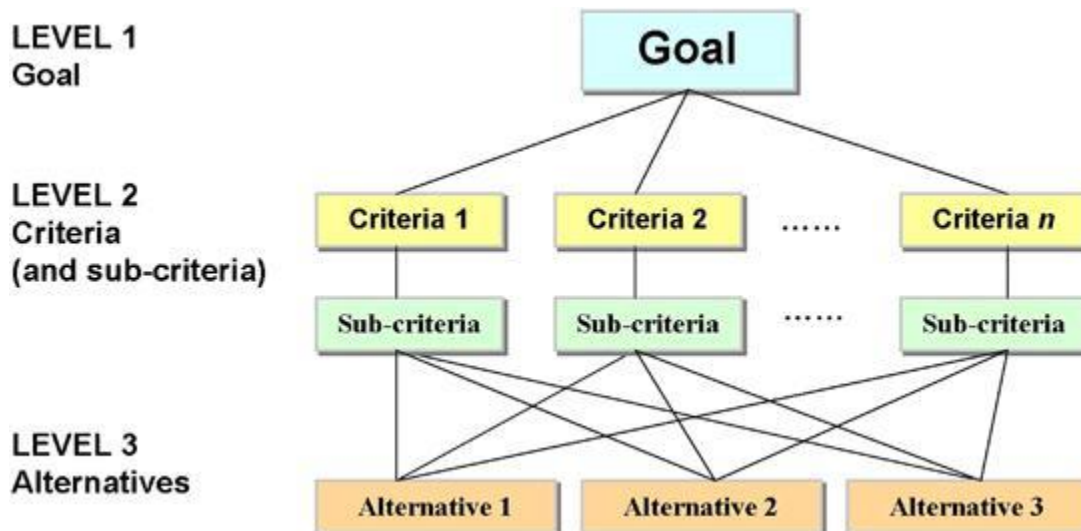 LEVEL 1
Goal
Goal
LEVEL 2
Criteria
(and sub-criteria)
Criteria 1
Criteria 2
……
Criteria n
Sub-criteria
Sub-criteria
……
Sub-criteria
LEVEL 3
Alternatives
Alternative 1
Alternative 2
Alternative 3